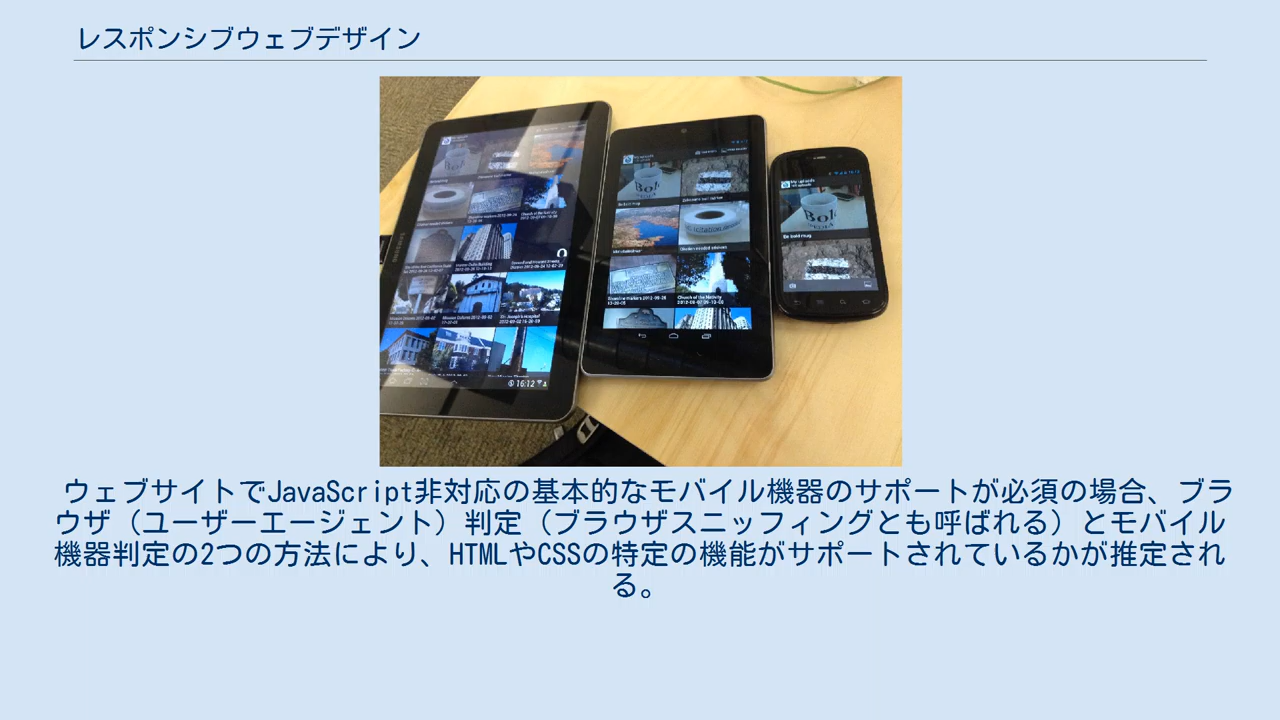 レスポンシブウェブデザイン
Bol
Bol
16:12
ウェブサイトでJavaScript非対応の基本的なモバイル機器のサポートが必須の場合、ブラ
ウザ（ユーザーエージェント）判定（ブラウザスニッフィングとも呼ばれる）とモバイル
機器判定の2つの方法により、HTMLやCSSの特定の機能がサポートされているかが推定され
る。